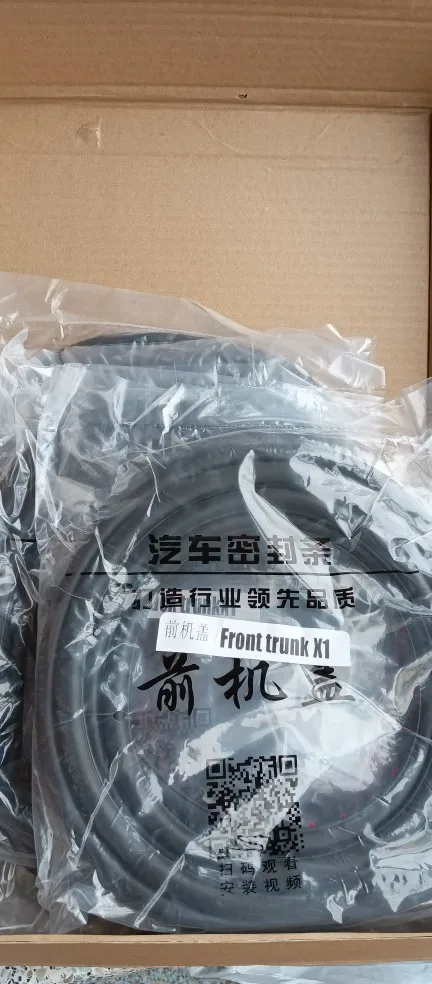 汽车密封条
造行业领先品质
前机盖 Front trunk X1
前机盖
扫码观看
安装视频